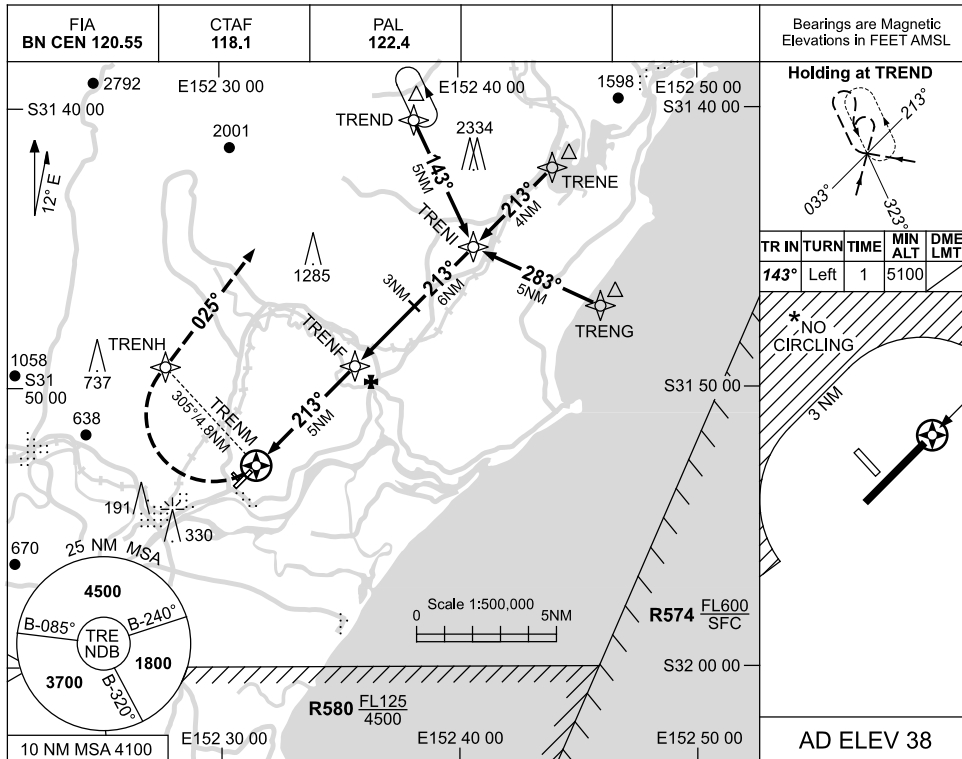 FIA
BN CEN 120.55
CTAF
118.1
PAL
122.4
Bearings are Magnetic
Elevations in FEET AMSL
2792
E152 30 00
E152 40 00
1598
E152 50 00
S31 40 00
S31 40 00
TREND
2001
2334
12° E
143°
5NM
TRENE
213°
4NM
TRENI
1285
213°
6NM
3NM
283°
5NM
TRENG
025°
TRENH
TRENF
1058
S31
50 00
737
S31 50 00
305°/4.8NM
TRENM
213°
5NM
638
191
330
670
25 NM MSA
4500
B-085°
B-240°
TRE
NDB
1800
3700
B-320°
Scale 1:500,000
0
5NM
R574 FL600
SFC
S32 00 00
R580 FL125
4500
10 NM MSA 4100
E152 30 00
E152 40 00
E152 50 00
Holding at TREND
213°
033°
323°
TR IN
TURN
TIME
MIN
ALT
DME
LMT
143°
Left
1
5100
*NO
CIRCLING
3 NM
AD ELEV 38